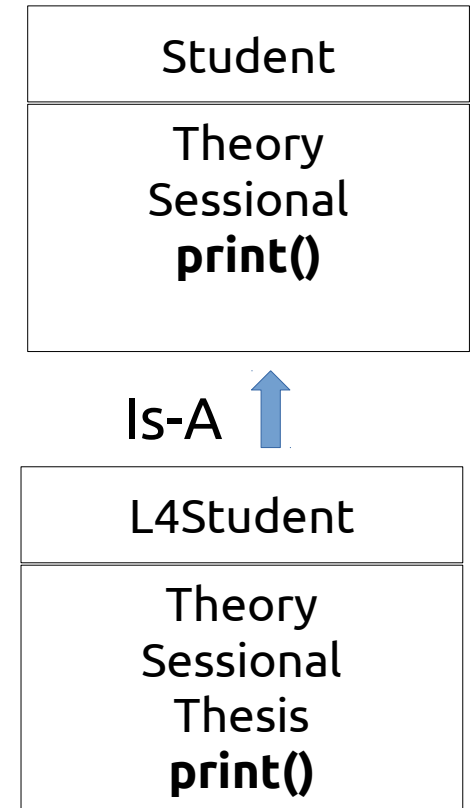 Student
Theory
Sessional
print()
Is-A
L4Student
Theory
Sessional
Thesis
print()